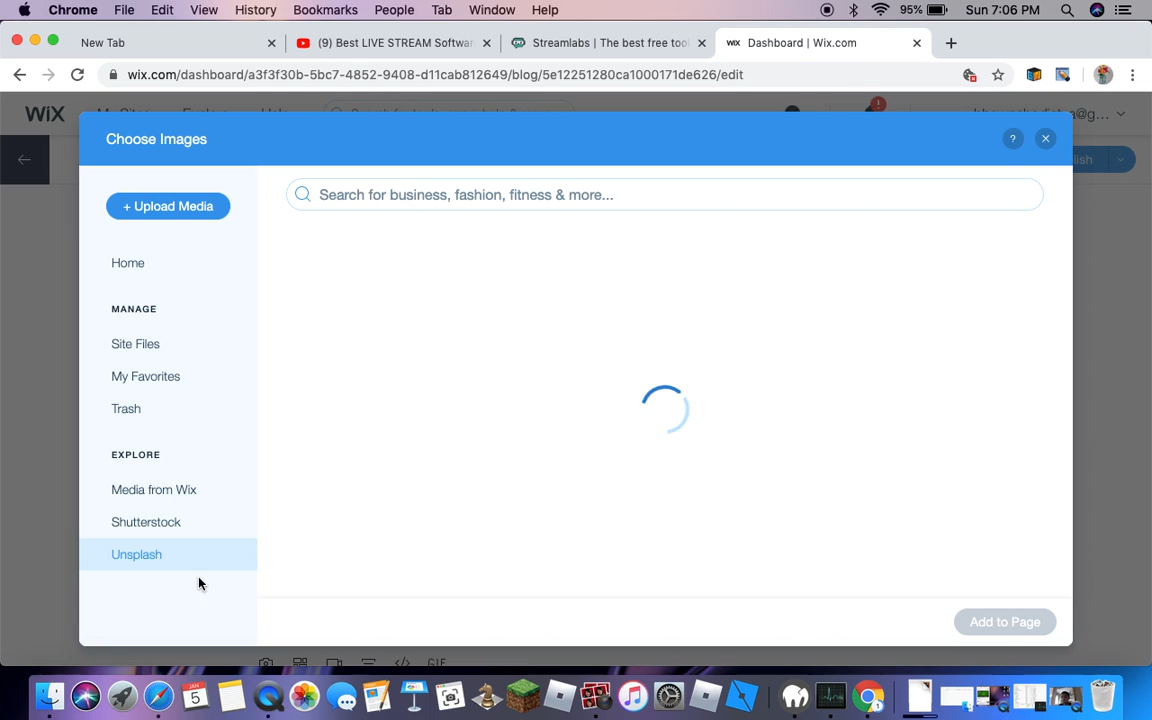 Chrome File Edit View History Bookmarks People Tab Window Help 95% Sun 7:06 PM
New Tab (9) Best LIVE STREAM Softwar Streamlabs | The best free tool WIX Dashboard | Wix.com
wix.com/dashboard/a3f3f30b-5bc7-4852-9408-d11cab812649/blog/5e12251280ca1000171de626/edit
WiX
Choose Images ?
+ Upload Media
Search for business, fashion, fitness & more...
Home
MANAGE
Site Files
My Favorites
Trash
EXPLORE
Media from Wix
Shutterstock
Unsplash
Add to Page
GIF